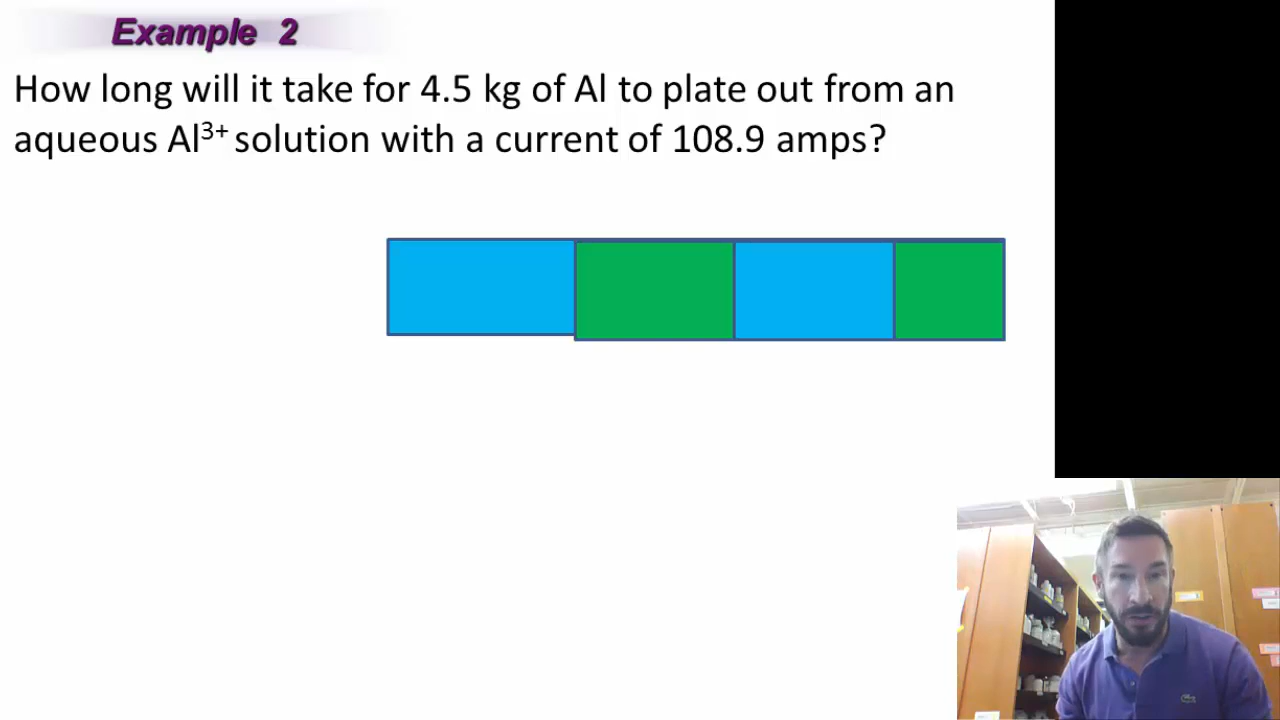 Example 2
How long will it take for 4.5 kg of Al to plate out from an
aqueous Al³⁺ solution with a current of 108.9 amps?